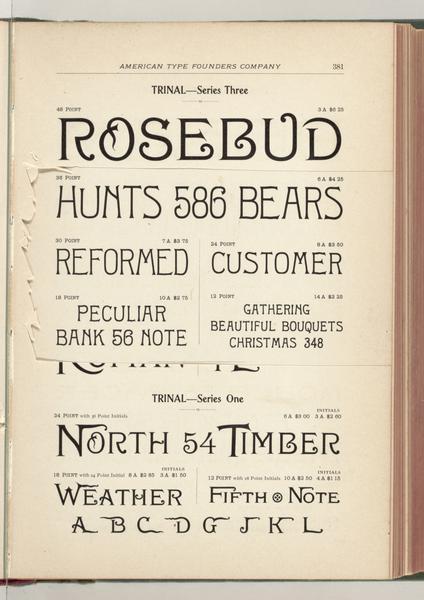 AMERICAN TYPE FOUNDERS COMPANY 381
TRINAL—Series Three
48 POINT 3 A $6 25
ROSEBUD
36 POINT 6 A $4 25
HUNTS 586 BEARS
30 POINT 7 A $3 75
REFORMED
24 POINT 8 A $3 50
CUSTOMER
18 POINT 10 A $2 75
PECULIAR
BANK 56 NOTE
12 POINT 14 A $2 25
GATHERING
BEAUTIFUL BOUQUETS
CHRISTMAS 348
TRINAL—Series One
INITIALS
24 POINT with 36 Point Initials 6 A $3 00 3 A $2 60
NORTH 54 TIMBER
INITIALS
18 POINT with 24 Point Initial 8 A $2 85 3 A $1 50
WEATHER
INITIALS
12 POINT with 18 Point Initials 10 A $2 50 4 A $1 15
FIFTH NOTE
A B C D G J K L